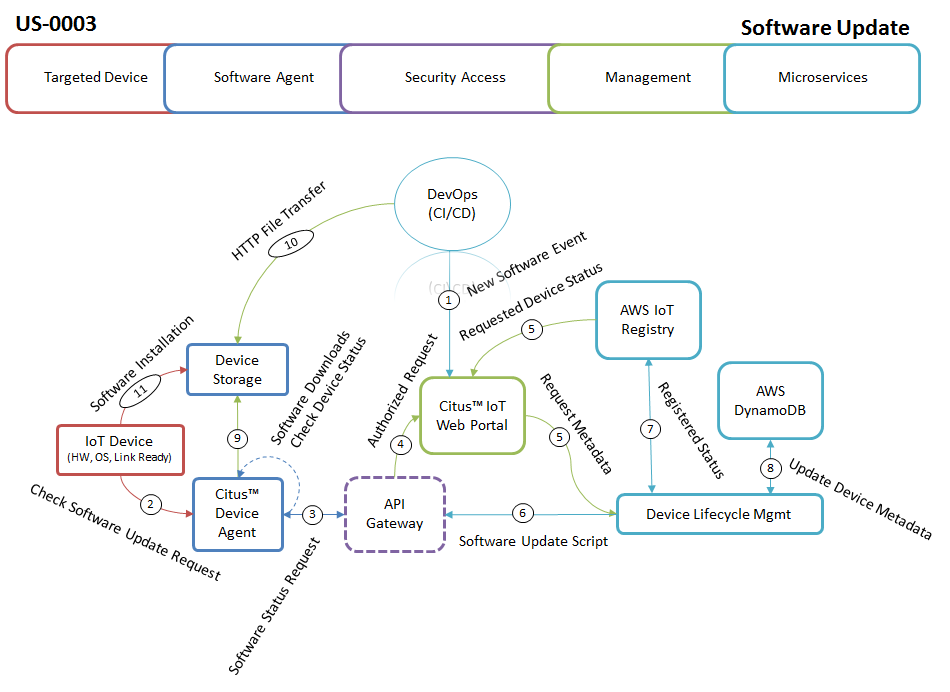 US-0003
Software Update
Targeted Device
Software Agent
Security Access
Management
Microservices
DevOps
(CI/CD)
(CI/CD)
HTTP File Transfer
10
New Software Event
1
Requested Device Status
5
AWS IoT
Registry
Software Installation
11
Device
Storage
Software Downloads
Check Device Status
Authorized Request
4
Citus™ IoT
Web Portal
Request Metadata
5
AWS
DynamoDB
IoT Device
(HW, OS, Link Ready)
9
7
Registered Status
8
Update Device Metadata
Check Software Update Request
2
Citus™
Device
Agent
3
Software Status Request
API
Gateway
6
Software Update Script
Device Lifecycle Mgmt